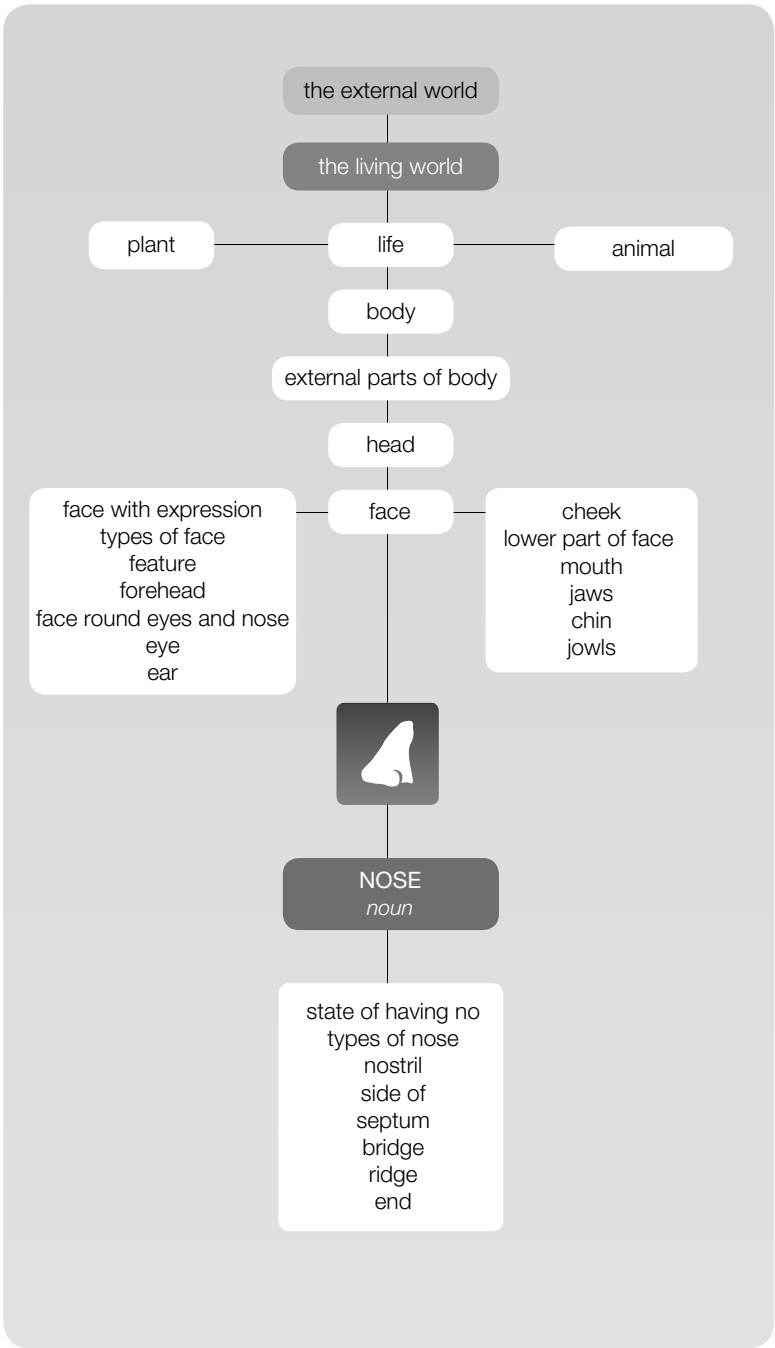 the external world
the living world
plant
life
animal
body
external parts of body
head
face with expression
types of face
feature
forehead
face round eyes and nose
eye
ear
face
cheek
lower part of face
mouth
jaws
chin
jowls
NOSE
noun
state of having no
types of nose
nostril
side of
septum
bridge
ridge
end